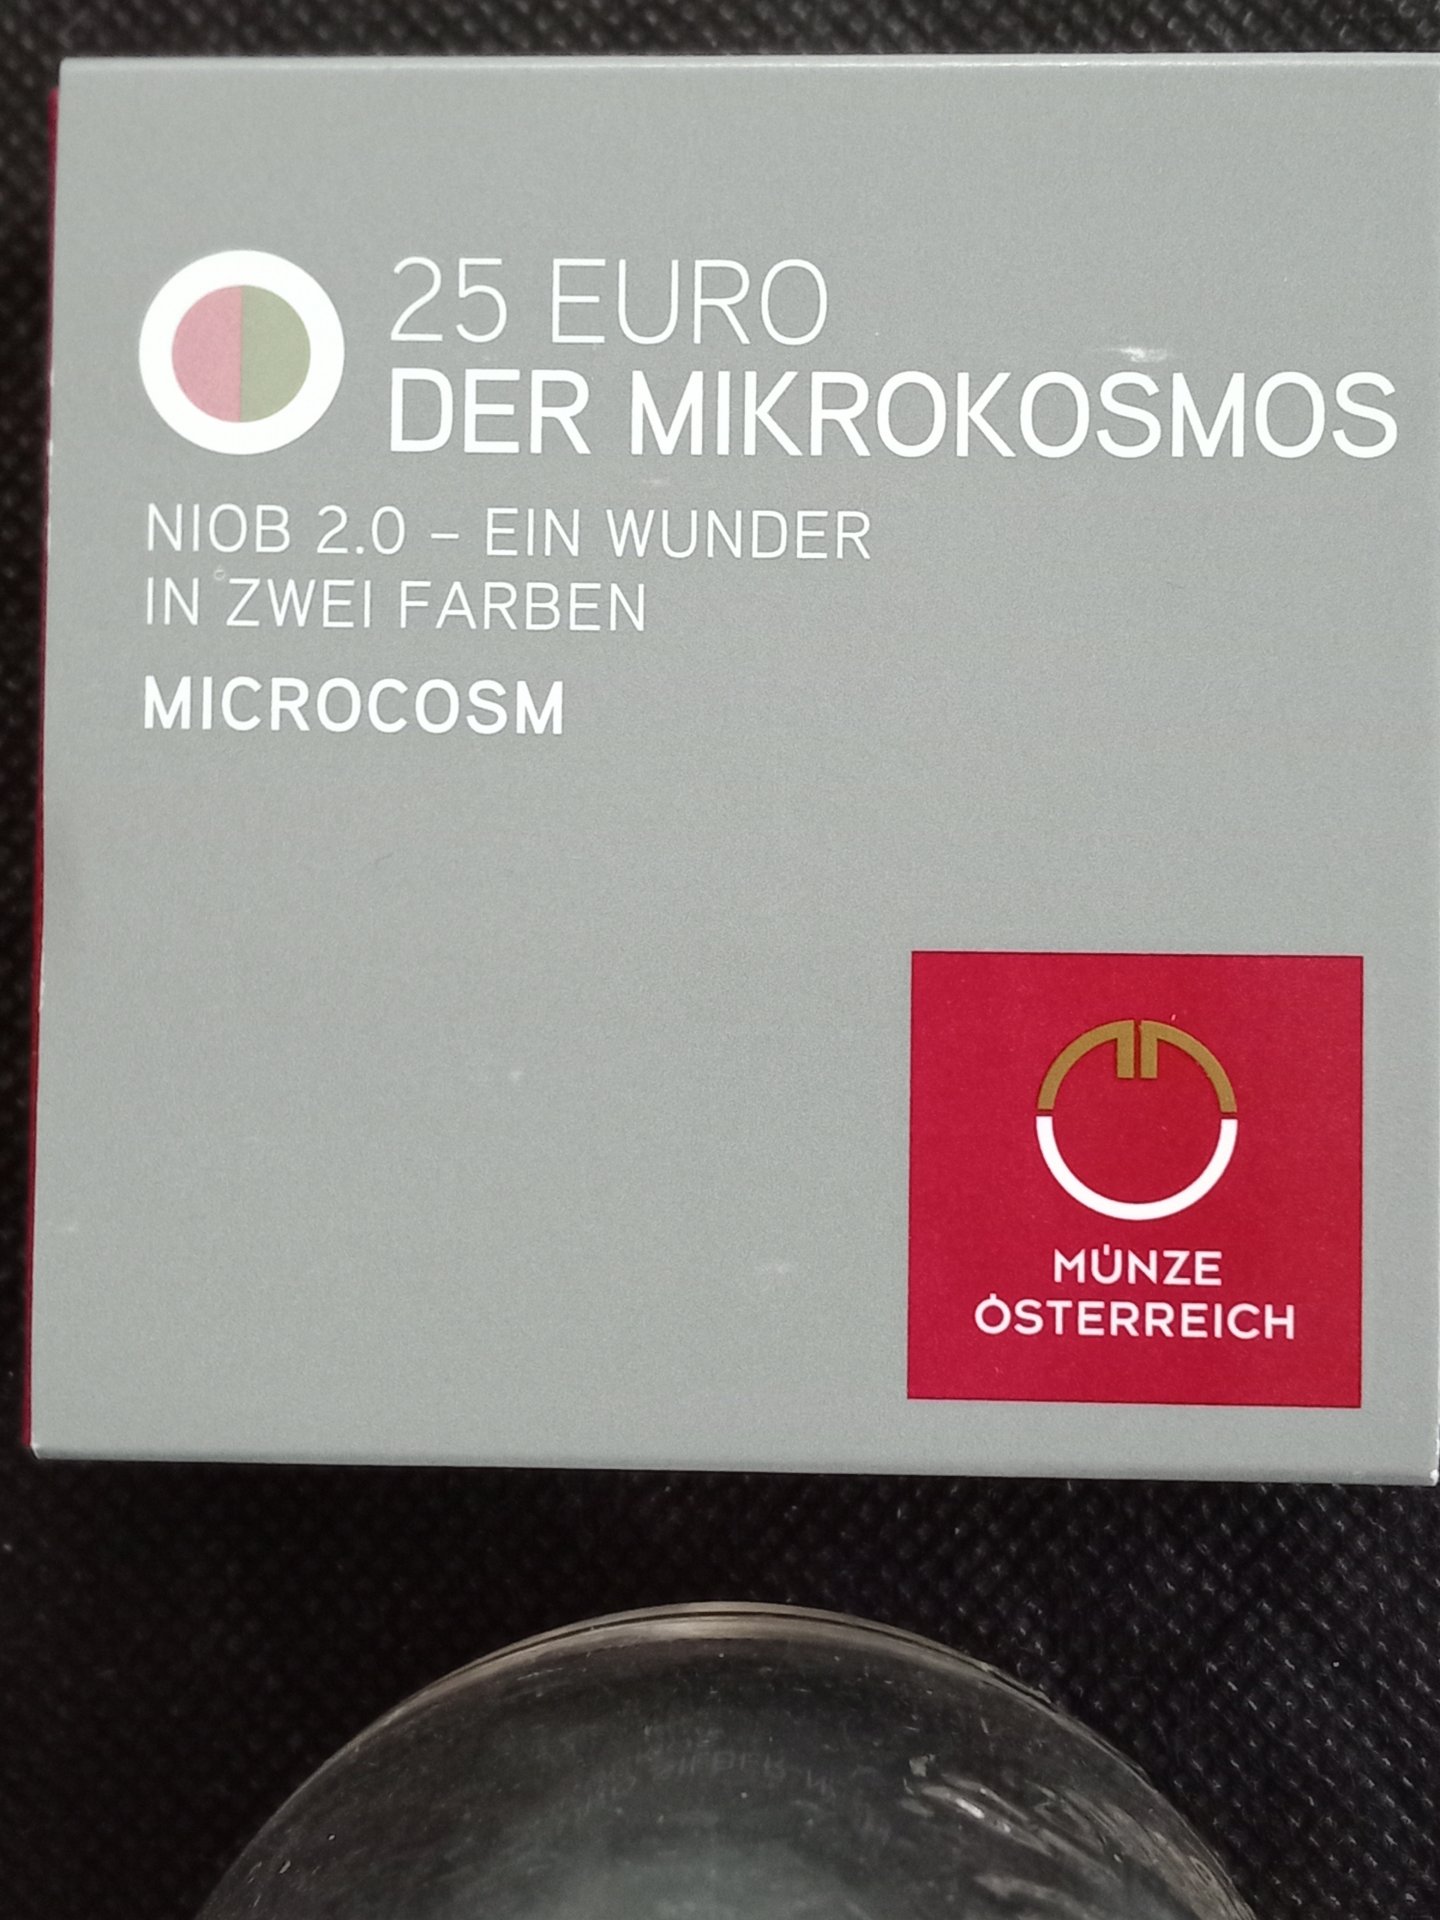 25 EURO
DER MIKROKOSMOS
NIOB 2.0 – EIN WUNDER
IN ZWEI FARBEN
MICROCOSM
MÜNZE
ÖSTERREICH